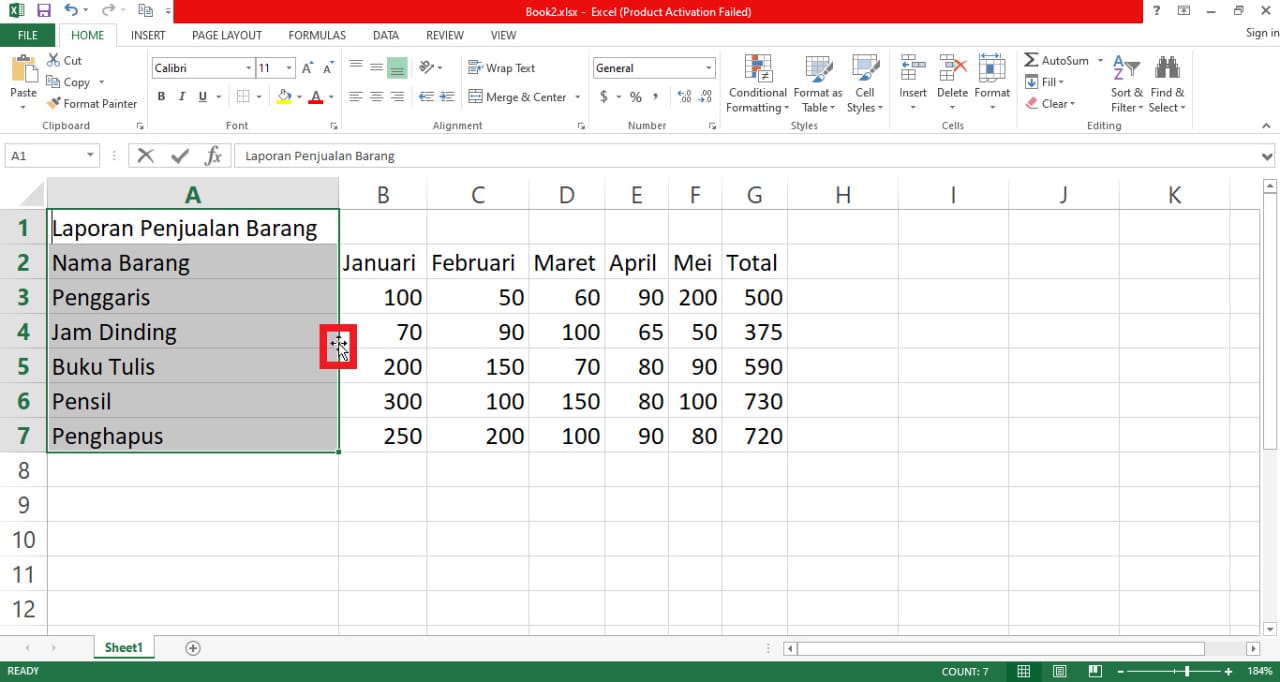 Book2.xlsx - Excel (Product Activation Failed)
?
Sign in
FILE HOME INSERT PAGE LAYOUT FORMULAS DATA REVIEW VIEW
Paste
Cut
Copy
Format Painter
Clipboard
Calibri 11
A A
B I U A
Font
Wrap Text
Merge & Center
Alignment
General
$ % ,
Number
Conditional Formatting
Format as Table
Cell Styles
Styles
Insert Delete Format
Cells
AutoSum
Fill
Clear
Sort & Filter
Find & Select
Editing
A1 fx Laporan Penjualan Barang
A B C D E F G H I J K
1 Laporan Penjualan Barang
2 Nama Barang Januari Februari Maret April Mei Total
3 Penggaris 100 50 60 90 200 500
4 Jam Dinding 70 90 100 65 50 375
5 Buku Tulis 200 150 70 80 90 590
6 Pensil 300 100 150 80 100 730
7 Penghapus 250 200 100 90 80 720
8
9
10
11
12
Sheet1
READY COUNT: 7 184%